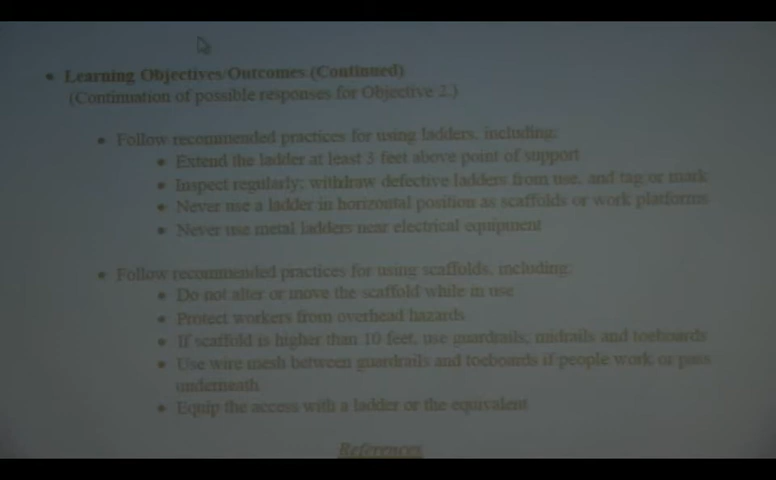 • Learning Objectives/Outcomes (Continued)
(Continuation of possible responses for Objective 2.)
• Follow recommended practices for using ladders, including:
• Extend the ladder at least 3 feet above point of support
• Inspect regularly; withdraw defective ladders from use, and tag or mark
• Never use a ladder in horizontal position as scaffolds or work platforms
• Never use metal ladders near electrical equipment
• Follow recommended practices for using scaffolds, including:
• Do not alter or move the scaffold while in use
• Protect workers from overhead hazards
• If scaffold is higher than 10 feet, use guardrails, midrails and toeboards
• Use wire mesh between guardrails and toeboards if people work or pass
underneath
• Equip the access with a ladder or the equivalent
References